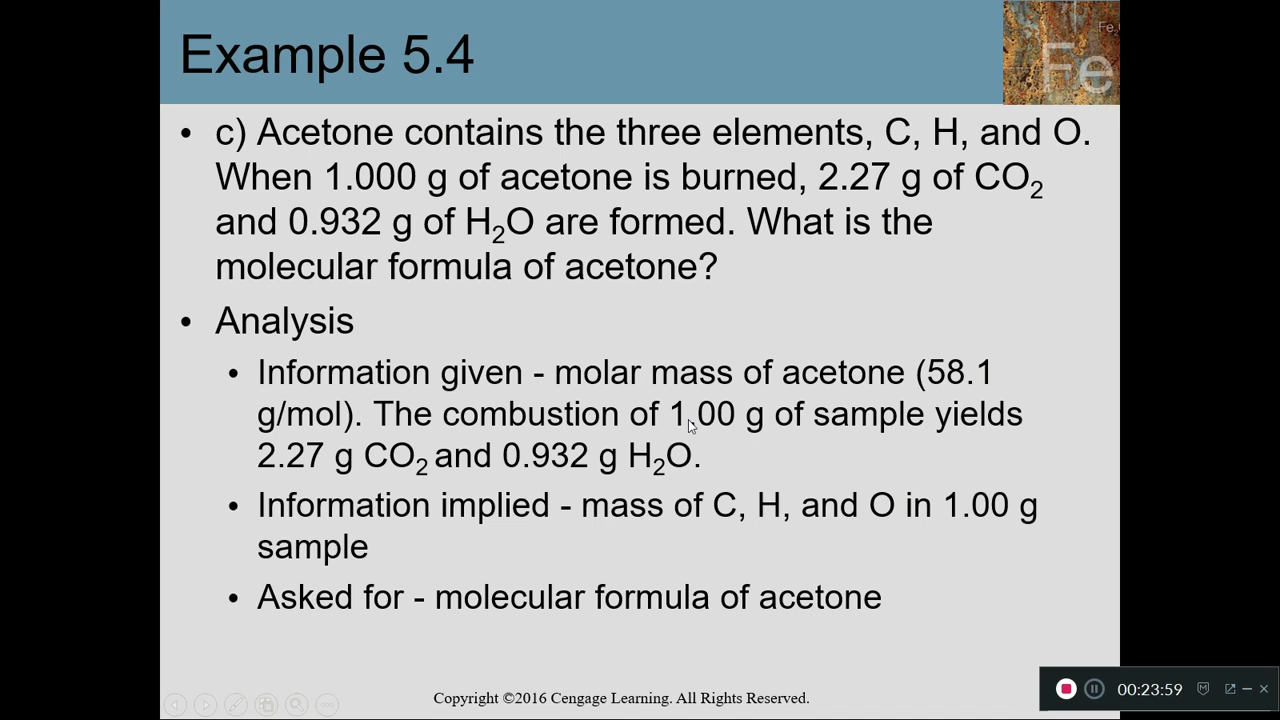 Example 5.4
Fe
Fe
• c) Acetone contains the three elements, C, H, and O.
When 1.000 g of acetone is burned, 2.27 g of CO₂
and 0.932 g of H₂O are formed. What is the
molecular formula of acetone?
• Analysis
• Information given - molar mass of acetone (58.1
g/mol). The combustion of 1.00 g of sample yields
2.27 g CO₂ and 0.932 g H₂O.
• Information implied - mass of C, H, and O in 1.00 g
sample
• Asked for - molecular formula of acetone
Copyright ©2016 Cengage Learning. All Rights Reserved.
00:23:59